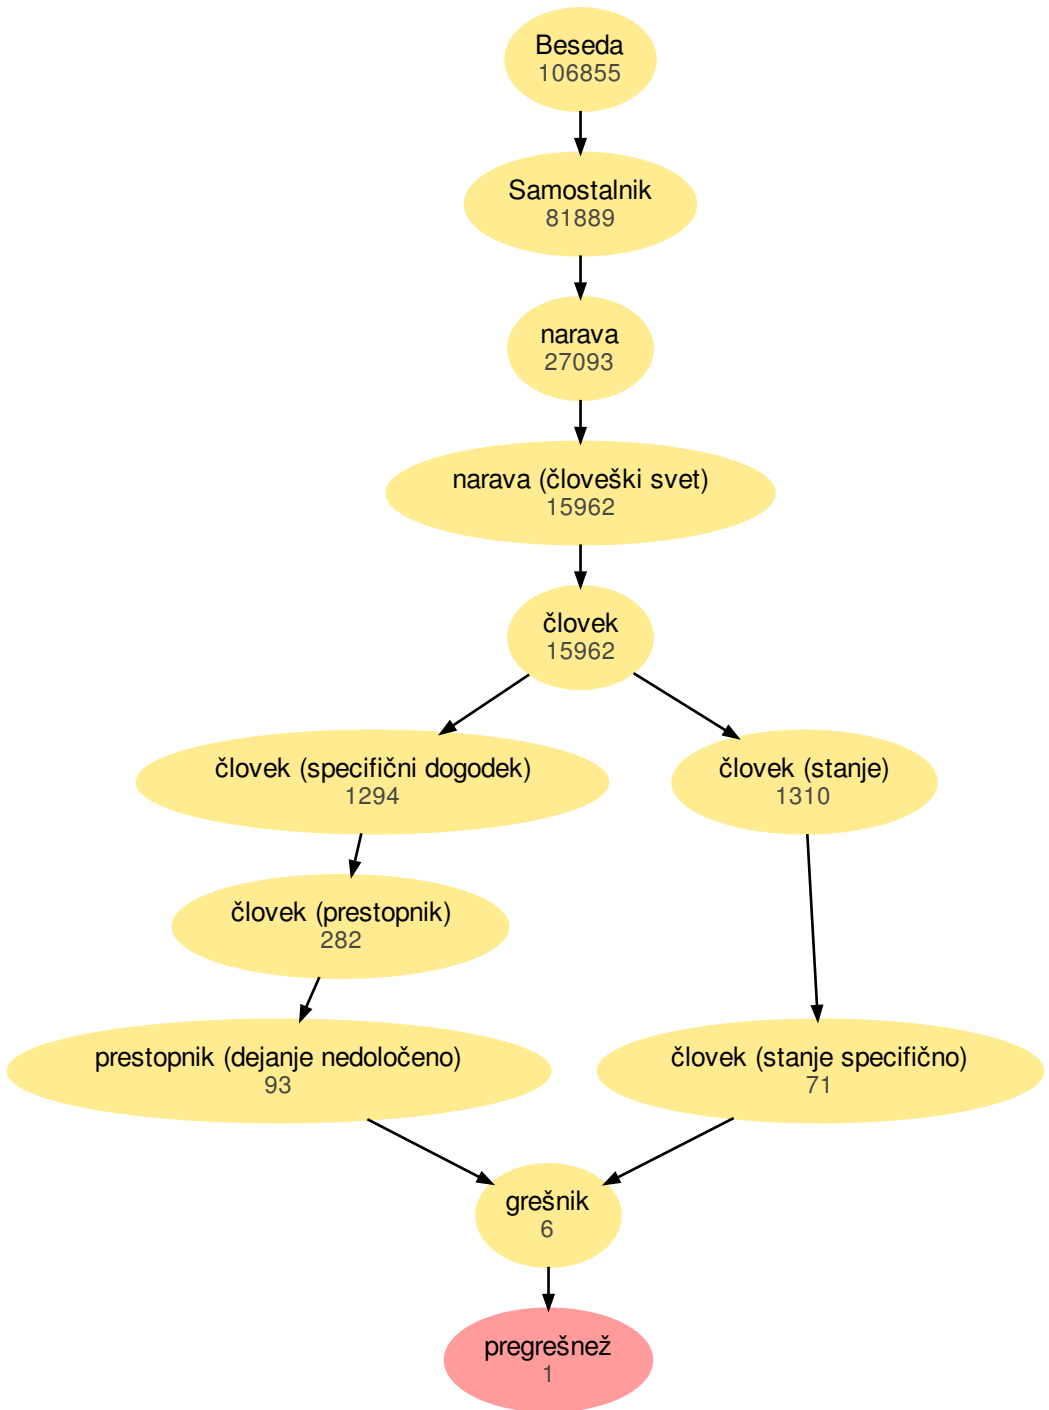 Beseda
106855
Samostalnik
81889
narava
27093
narava (človeški svet)
15962
človek
15962
človek (specifični dogodek)
1294
človek (stanje)
1310
človek (prestopnik)
282
prestopnik (dejanje nedoločeno)
93
človek (stanje specifično)
71
grešnik
6
pregrešnež
1